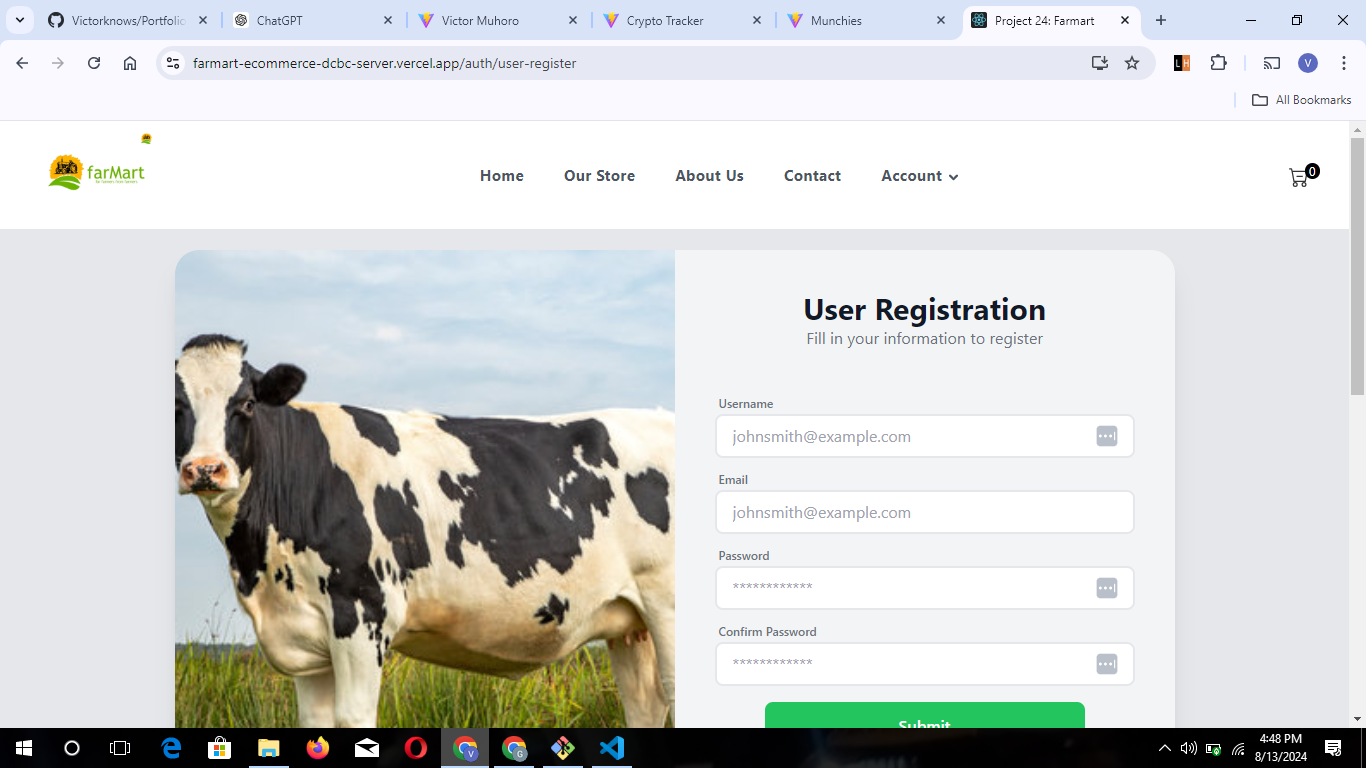 Victorknows/Portfolio
ChatGPT
Victor Muhoro
Crypto Tracker
Munchies
Project 24: Farmart
farmart-ecommerce-dcbc-server.vercel.app/auth/user-register
L H
V
All Bookmarks
farMart
Home
Our Store
About Us
Contact
Account
0
User Registration
Fill in your information to register
Username
johnsmith@example.com
Email
johnsmith@example.com
Password
************
Confirm Password
************
Submit
V
G
4:48 PM
8/13/2024